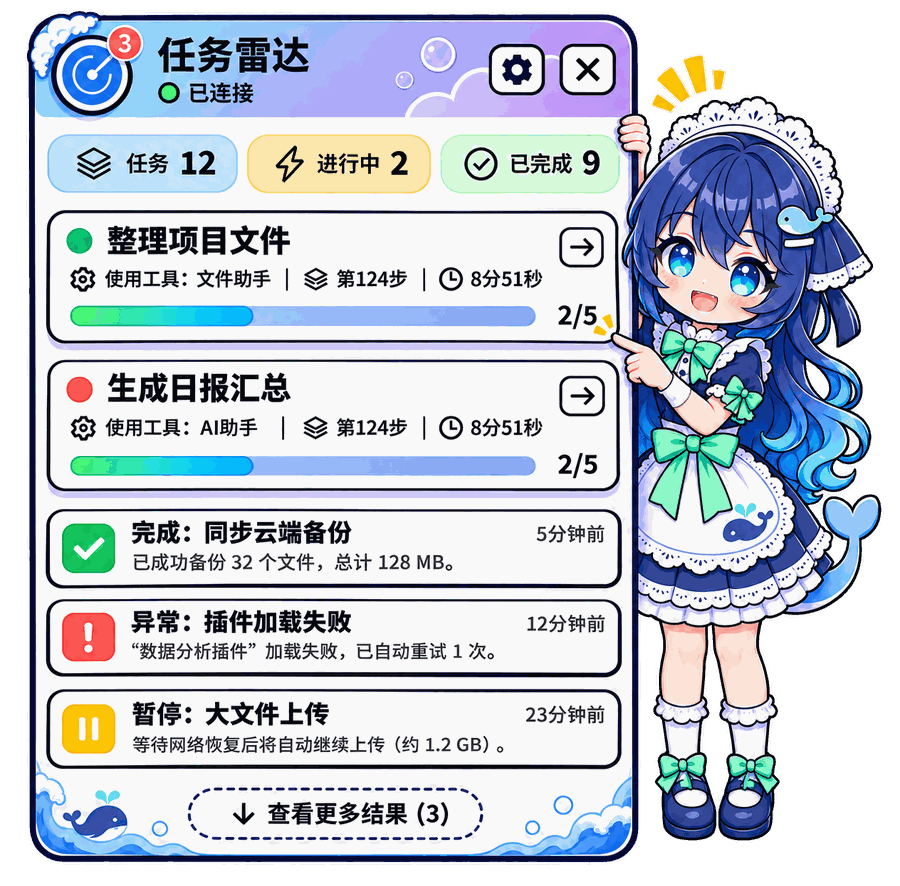 3
任务雷达
已连接
任务 12
进行中 2
已完成 9
整理项目文件
使用工具：文件助手 | 第124步 | 8分51秒
2/5
生成日报汇总
使用工具：AI助手 | 第124步 | 8分51秒
2/5
完成：同步云端备份
5分钟前
已成功备份 32 个文件，总计 128 MB。
异常：插件加载失败
12分钟前
“数据分析插件”加载失败，已自动重试 1 次。
暂停：大文件上传
23分钟前
等待网络恢复后将自动继续上传（约 1.2 GB）。
查看更多结果 (3)